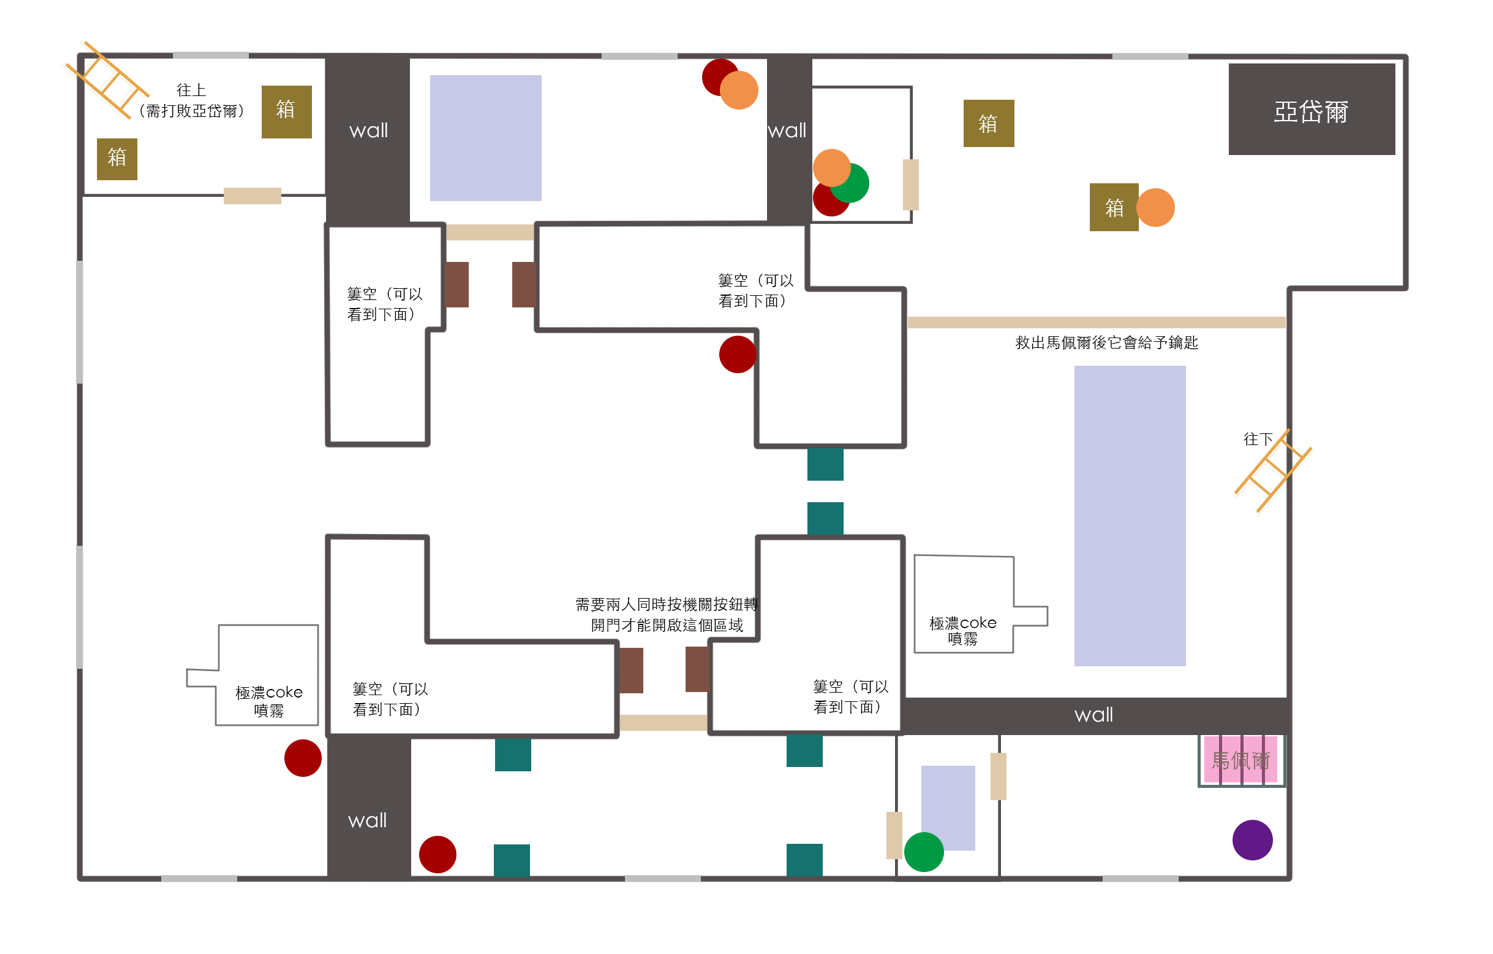 往上
（需打敗亞岱爾）
箱
箱
wall
wall
箱
亞岱爾
箱
簍空（可以
看到下面）
簍空（可以
看到下面）
救出馬佩爾後它會給予鑰匙
往下
需要兩人同時按機關按鈕轉
開門才能開啟這個區域
極濃coke
噴霧
極濃coke
噴霧
簍空（可以
看到下面）
簍空（可以
看到下面）
wall
馬佩爾
wall